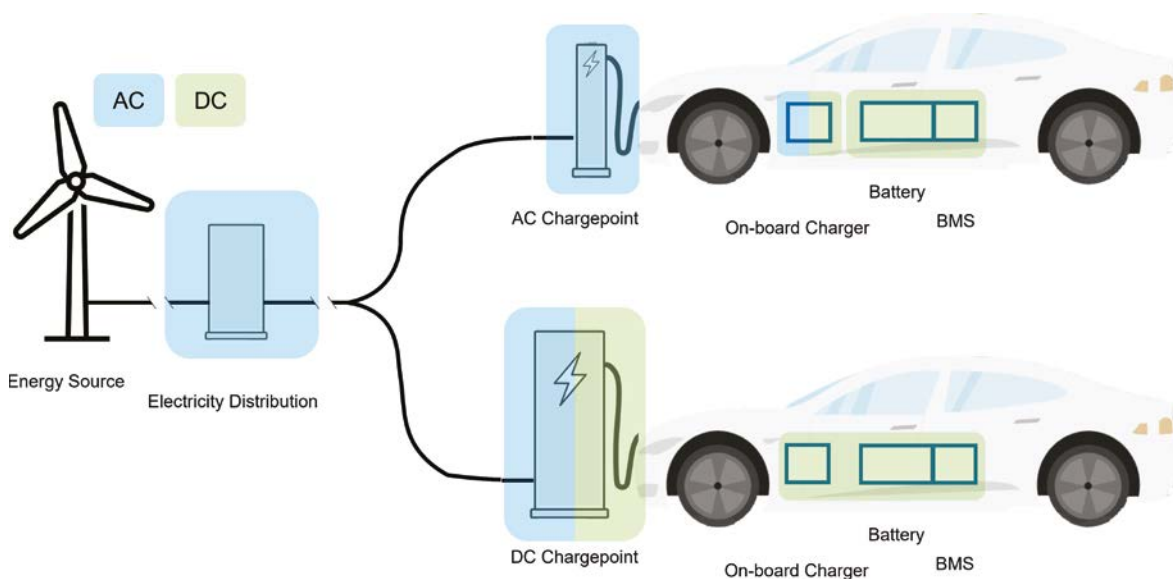 AC
DC
AC Chargepoint
Battery
On-board Charger
BMS
Energy Source
Electricity Distribution
DC Chargepoint
Battery
On-board Charger
BMS